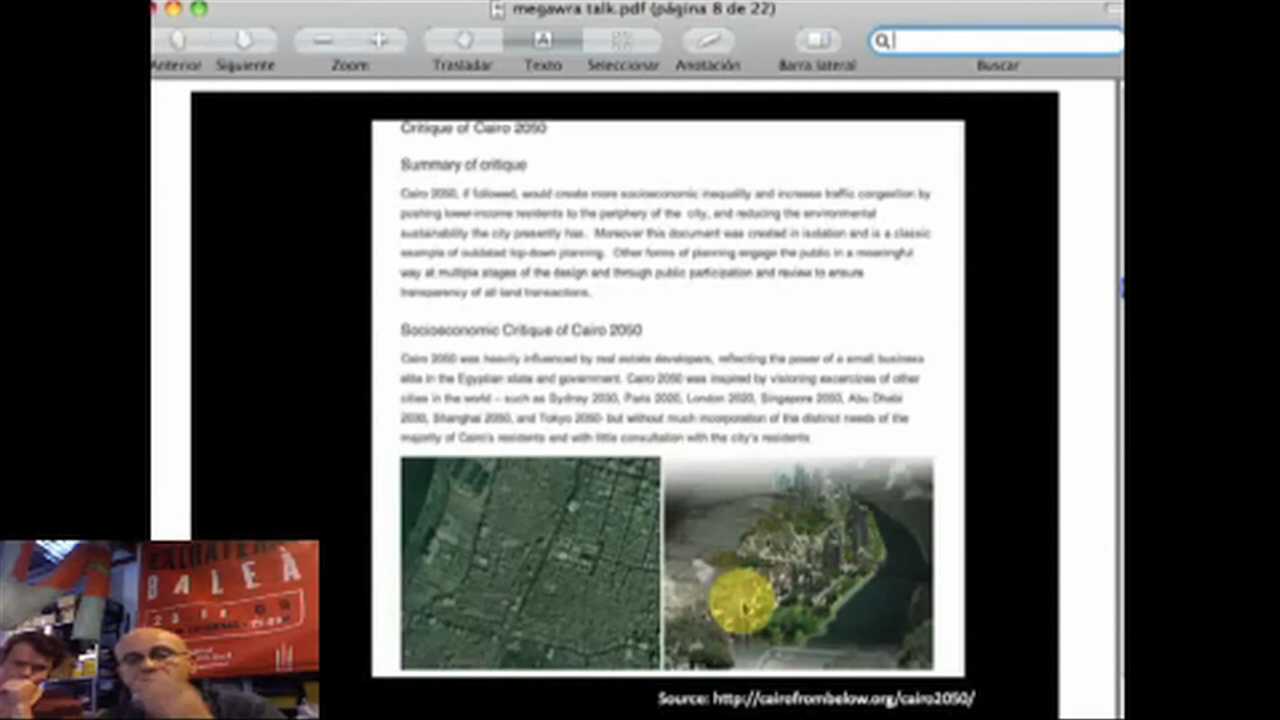 megawra talk.pdf (página 8 de 22)
Anterior Siguiente Zoom Trasladar Texto Seleccionar Anotación Barra lateral Buscar
Critique of Cairo 2050
Summary of critique
Cairo 2050, if followed, would create more socioeconomic inequality and increase traffic congestion by
pushing lower-income residents to the periphery of the city, and reducing the environmental
sustainability the city presently has. Moreover this document was created in isolation and is a classic
example of outdated top-down planning. Other forms of planning engage the public in a meaningful
way at multiple stages of the design and through public participation and review to ensure
transparency of all land transactions.
Socioeconomic Critique of Cairo 2050
Cairo 2050 was heavily influenced by real estate developers, reflecting the power of a small business
elite in the Egyptian state and government. Cairo 2050 was inspired by visioning excercizes of other
cities in the world – such as Sydney 2030, Paris 2020, London 2020, Singapore 2050, Abu Dhabi
2030, Shanghai 2050, and Tokyo 2050- but without much incorporation of the distinct needs of the
majority of Cairo's residents and with little consultation with the city's residents.
BALEA
Source: http://cairofrombelow.org/cairo2050/